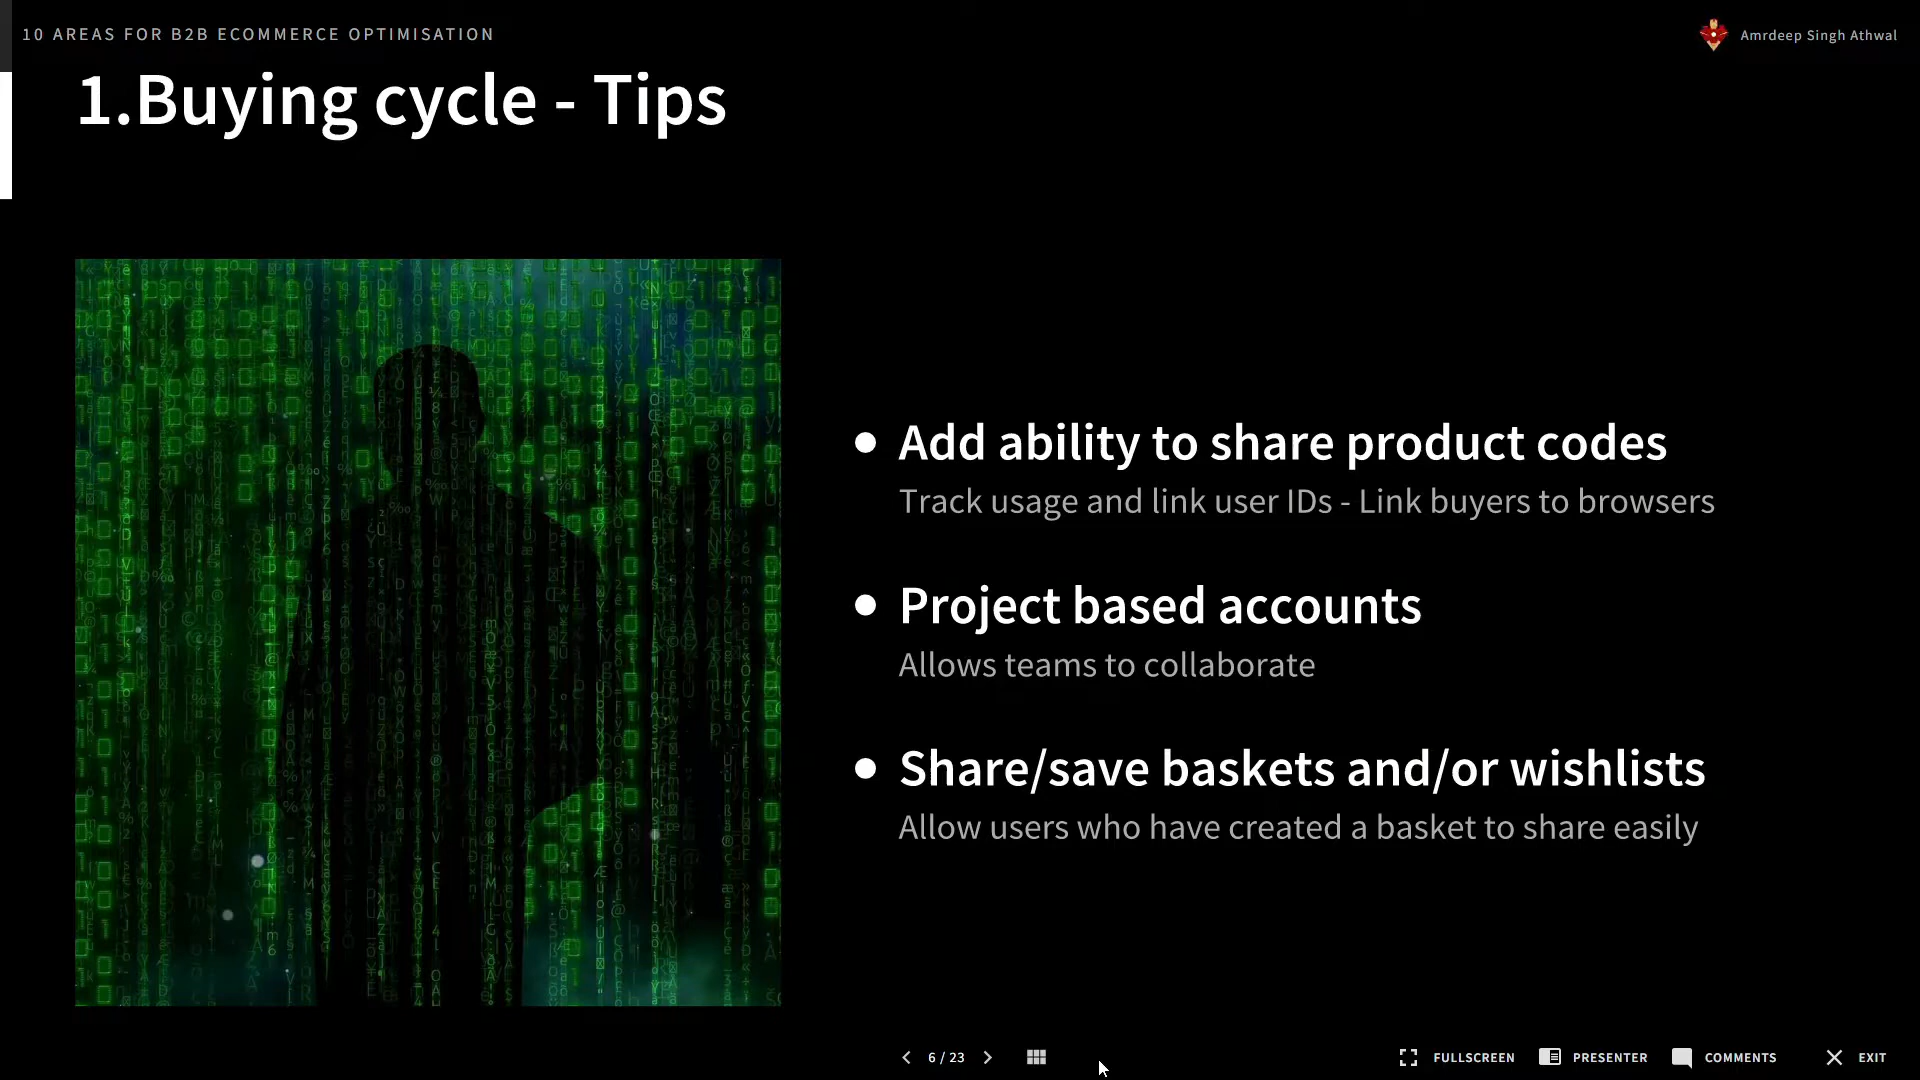 10 AREAS FOR B2B ECOMMERCE OPTIMISATION
Amrdeep Singh Athwal
1.Buying cycle - Tips
Add ability to share product codes
Track usage and link user IDs - Link buyers to browsers
Project based accounts
Allows teams to collaborate
Share/save baskets and/or wishlists
Allow users who have created a basket to share easily
6 / 23
FULLSCREEN
PRESENTER
COMMENTS
EXIT